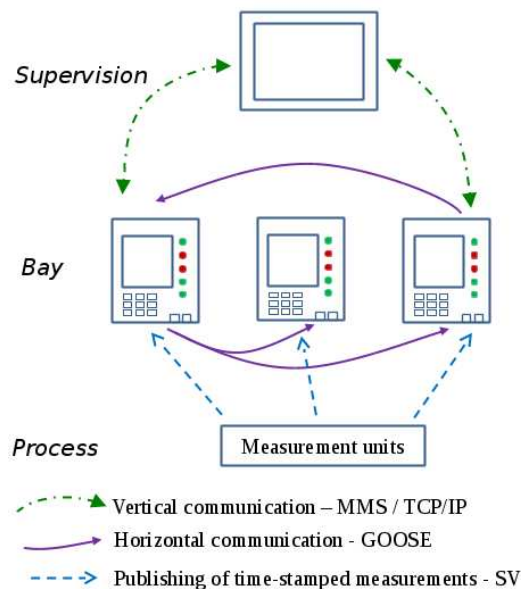 Supervision
Bay
Process
Measurement units
Vertical communication – MMS / TCP/IP
Horizontal communication - GOOSE
Publishing of time-stamped measurements - SV